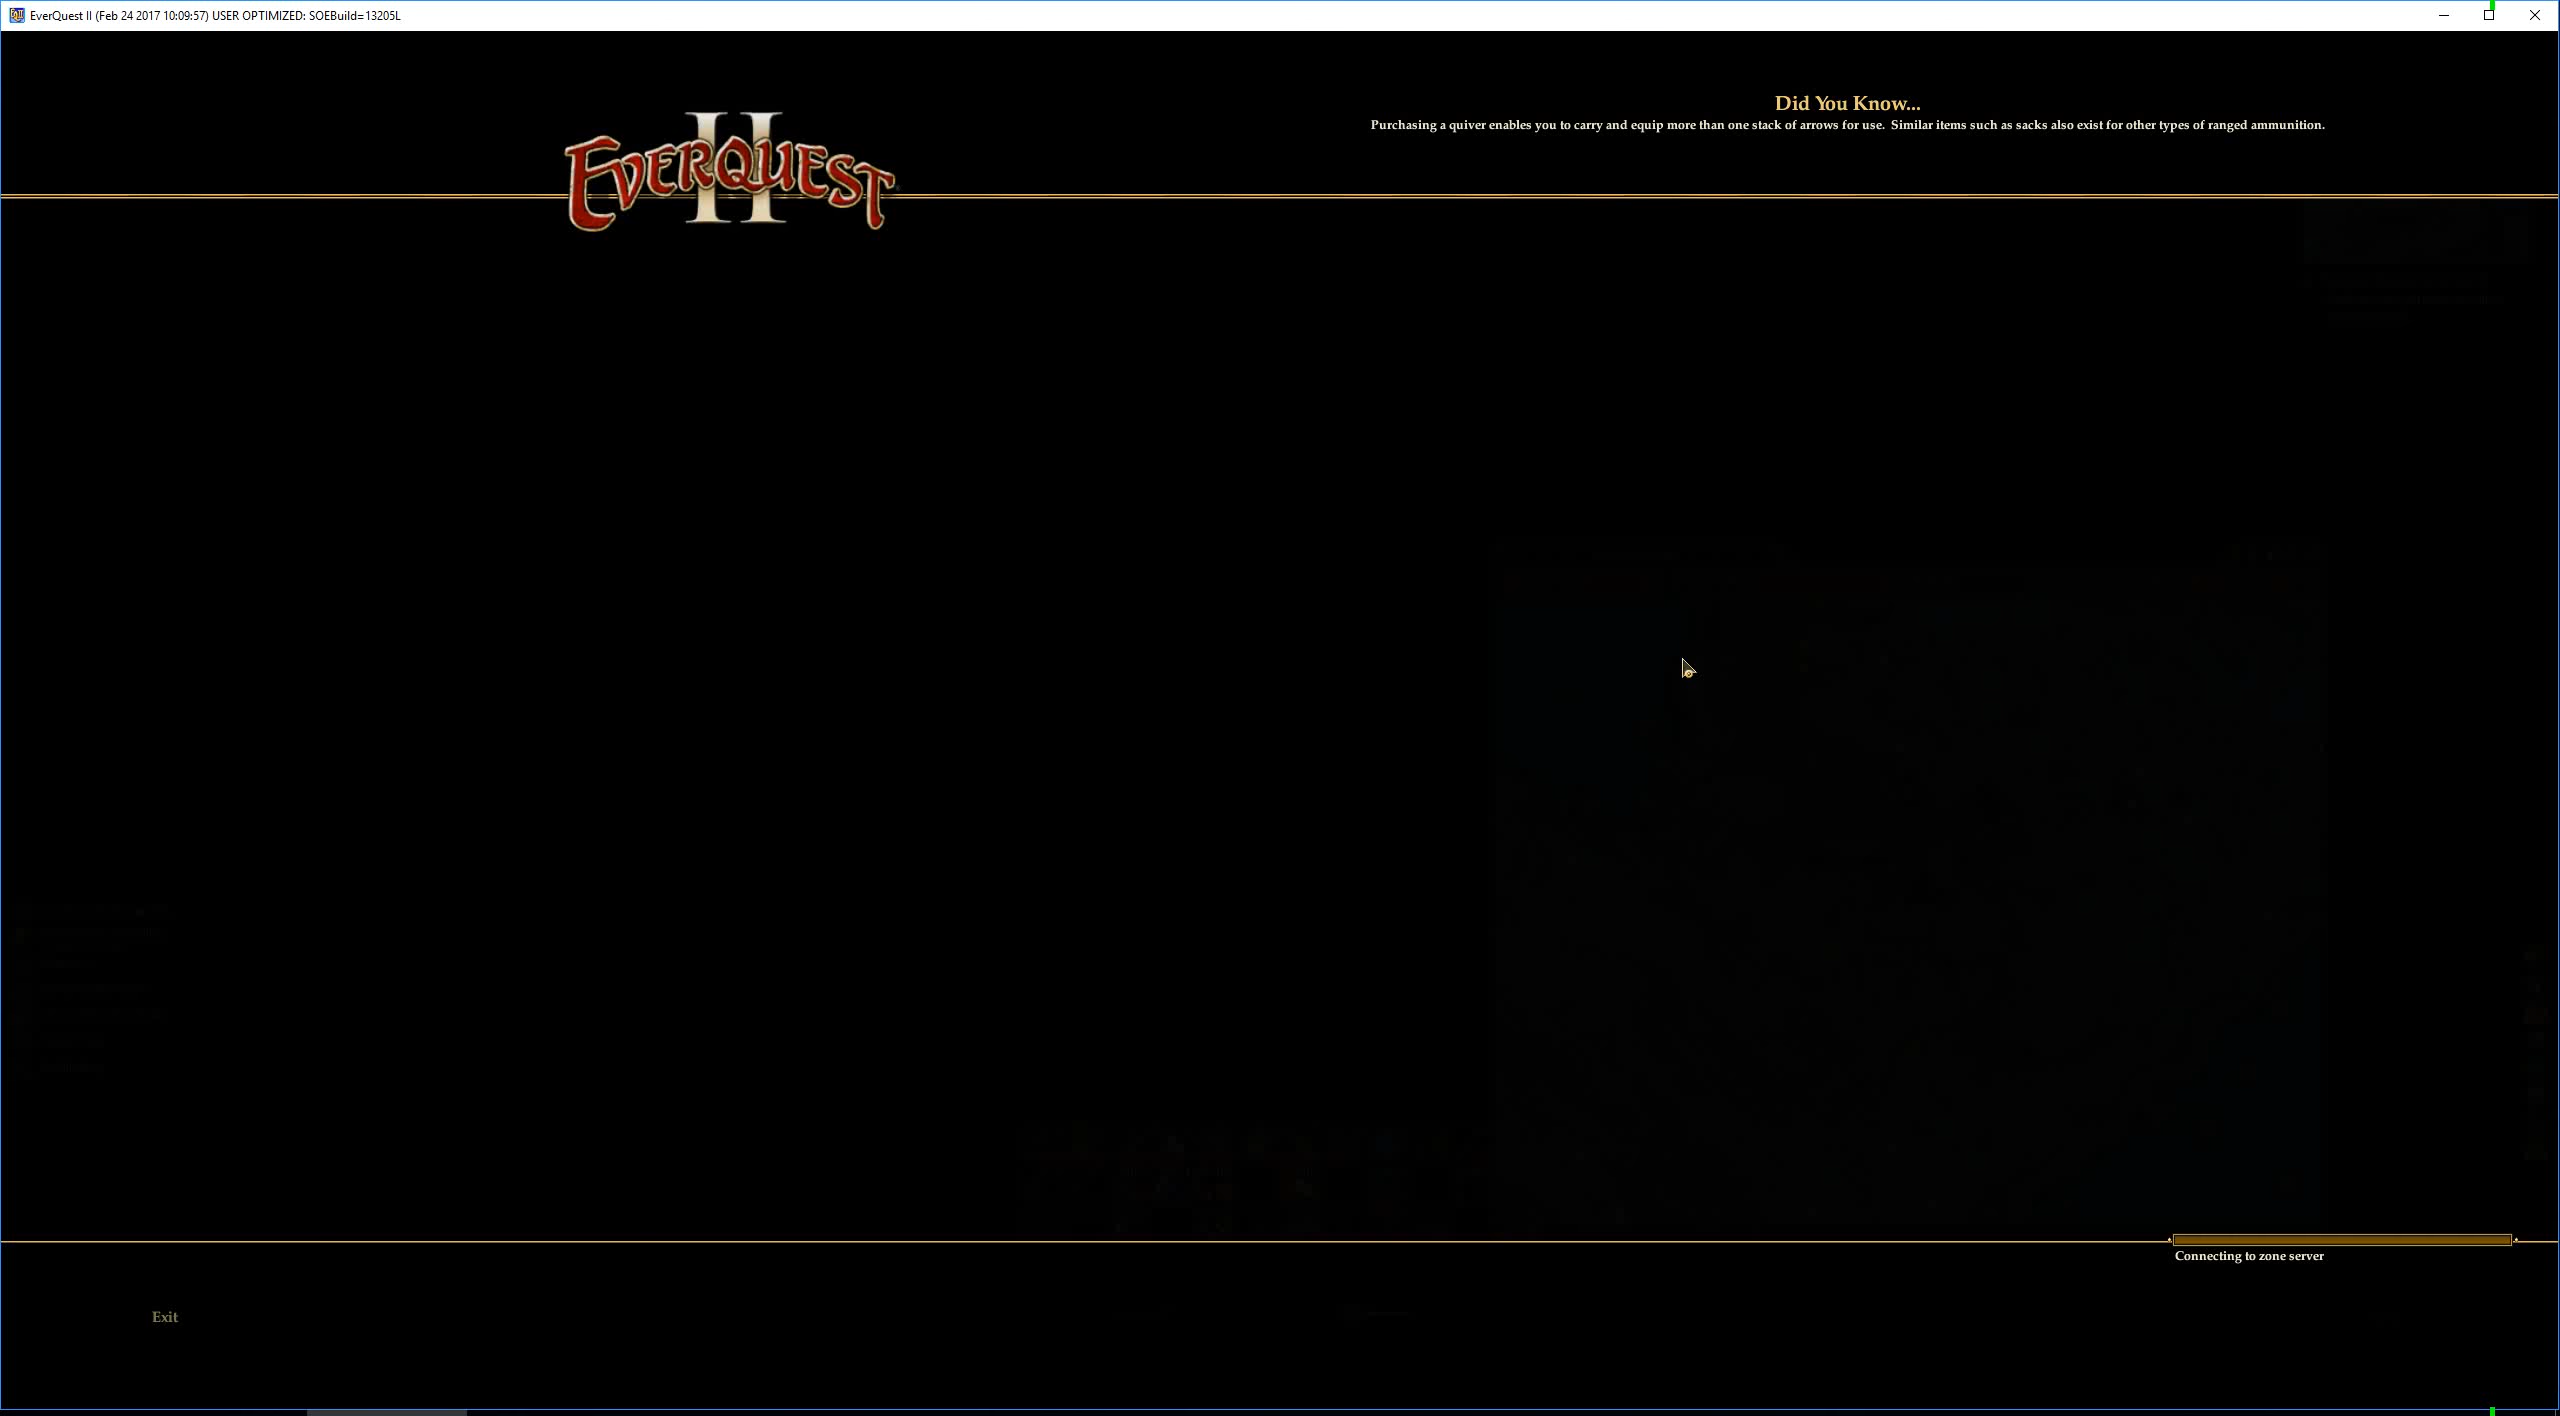 EverQuest II (Feb 24 2017 10:09:57) USER OPTIMIZED: SOEBuild=13205L
Did You Know...
Purchasing a quiver enables you to carry and equip more than one stack of arrows for use.  Similar items such as sacks also exist for other types of ranged ammunition.
EVERQUEST II
Connecting to zone server
Exit